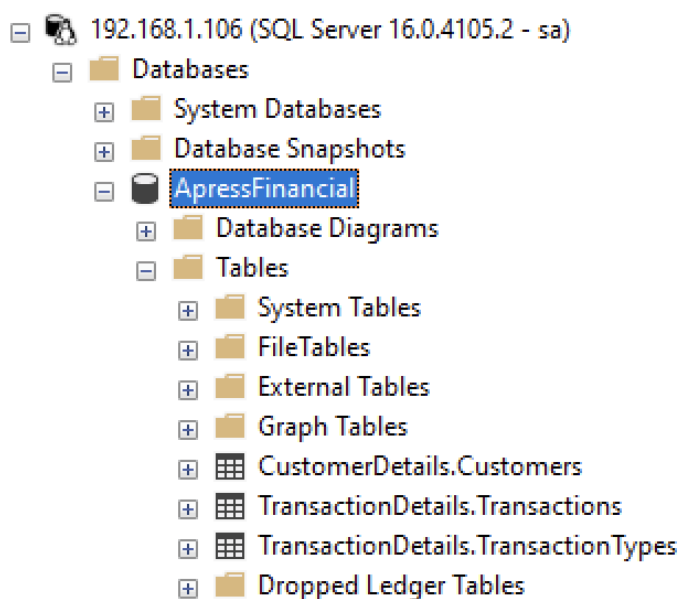 192.168.1.106 (SQL Server 16.0.4105.2 - sa)
Databases
System Databases
Database Snapshots
ApressFinancial
Database Diagrams
Tables
System Tables
FileTables
External Tables
Graph Tables
CustomerDetails.Customers
TransactionDetails.Transactions
TransactionDetails.TransactionTypes
Dropped Ledger Tables